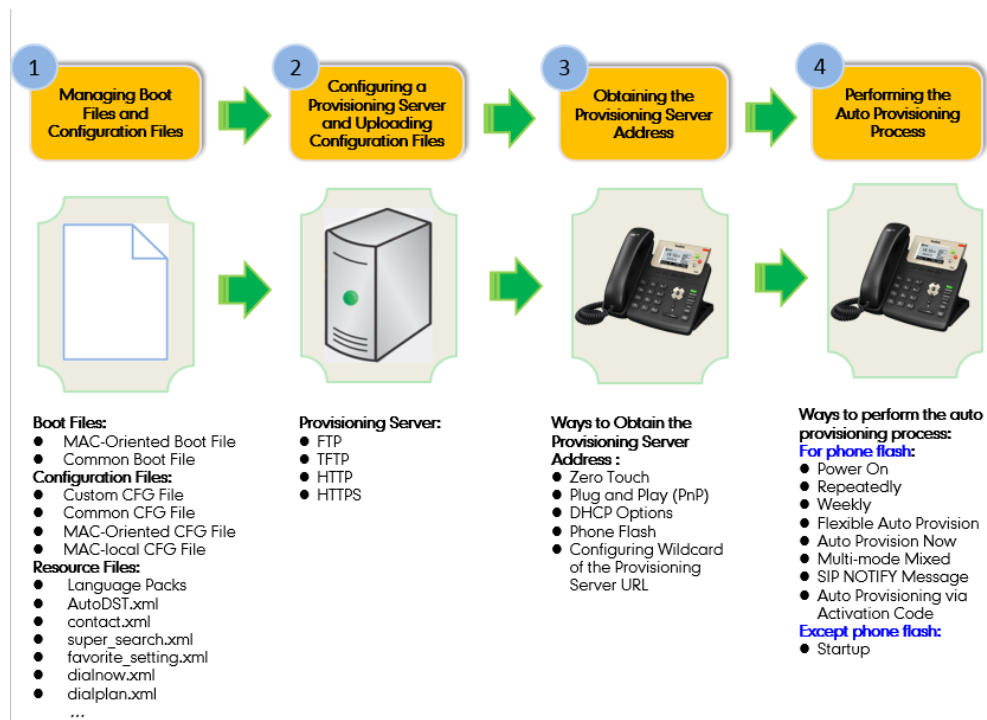 1
Managing Boot
Files and
Configuration Files
2
Configuring a
Provisioning Server
and Uploading
Configuration Files
3
Obtaining the
Provisioning Server
Address
4
Performing the
Auto Provisioning
Process
Boot Files:
● MAC-Oriented Boot File
● Common Boot File
Configuration Files:
● Custom CFG File
● Common CFG File
● MAC-Oriented CFG File
● MAC-local CFG File
Resource Files:
● Language Packs
● AutoDST.xml
● contact.xml
● super_search.xml
● favorite_setting.xml
● dialnow.xml
● dialplan.xml
...
Provisioning Server:
● FTP
● TFTP
● HTTP
● HTTPS
Ways to Obtain the
Provisioning Server
Address :
● Zero Touch
● Plug and Play (PnP)
● DHCP Options
● Phone Flash
● Configuring Wildcard
of the Provisioning
Server URL
Ways to perform the auto
provisioning process:
For phone flash:
● Power On
● Repeatedly
● Weekly
● Flexible Auto Provision
● Auto Provision Now
● Multi-mode Mixed
● SIP NOTIFY Message
● Auto Provisioning via
Activation Code
Except phone flash:
● Startup